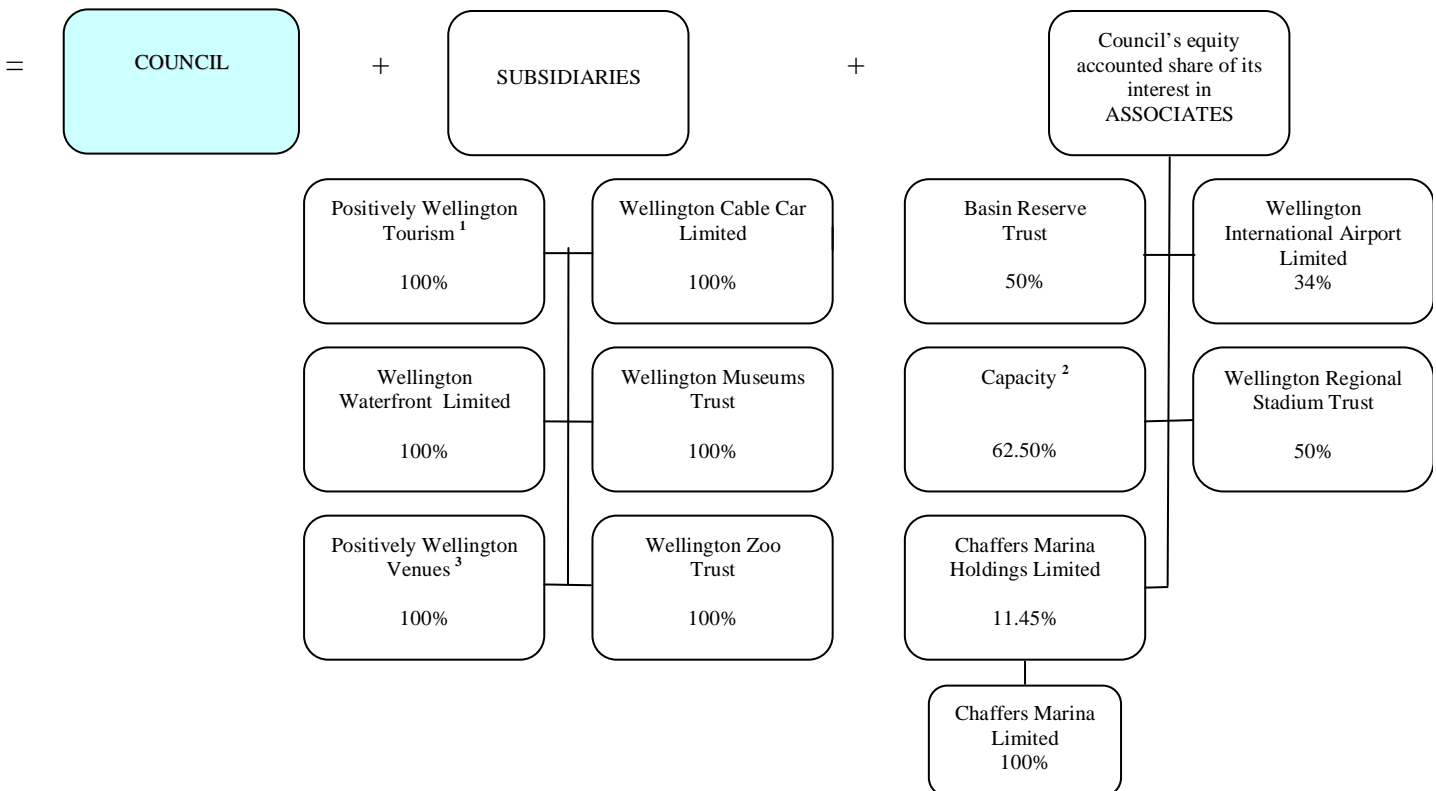 =
COUNCIL
+
SUBSIDIARIES
+
Council’s equity
accounted share of its
interest in
ASSOCIATES
Positively Wellington
Tourism 1
100%
Wellington Cable Car
Limited
100%
Basin Reserve
Trust
50%
Wellington
International Airport
Limited
34%
Wellington
Waterfront Limited
100%
Wellington Museums
Trust
100%
Capacity 2
62.50%
Wellington Regional
Stadium Trust
50%
Positively Wellington
Venues 3
100%
Wellington Zoo
Trust
100%
Chaffers Marina
Holdings Limited
11.45%
Chaffers Marina
Limited
100%